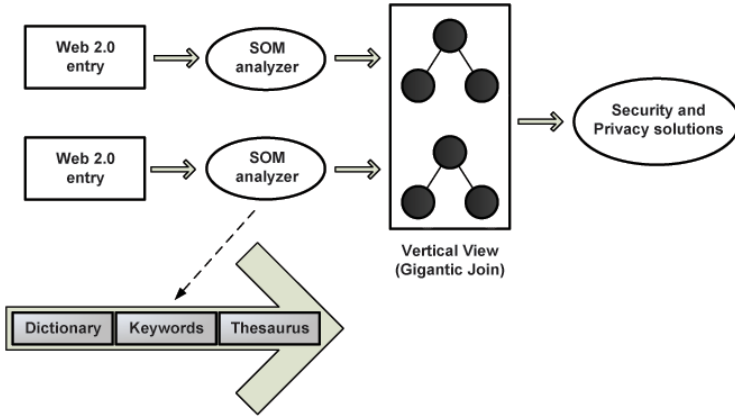 Web 2.0
entry
SOM
analyzer
Security and
Privacy solutions
Web 2.0
entry
SOM
analyzer
Vertical View
(Gigantic Join)
Dictionary
Keywords
Thesaurus